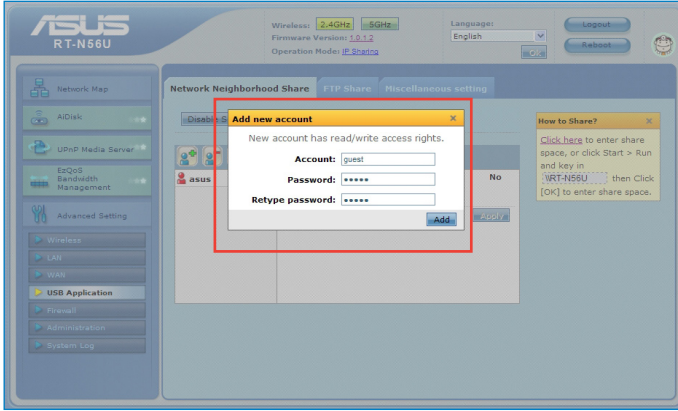 ASUS
RT-N56U
Wireless: 2.4GHz 5GHz
Firmware Version: 1.0.1.2
Operation Mode: IP Sharing
Language:
English
OK
Logout
Reboot
Network Map
AiDisk
UPnP Media Server
EzQoS
Bandwidth
Management
Advanced Setting
Wireless
LAN
WAN
USB Application
Firewall
Administration
System Log
Network Neighborhood Share FTP Share Miscellaneous setting
Disable S
asus
No
Apply
Add new account ×
New account has read/write access rights.
Account: guest
Password: •••••
Retype password: •••••
Add
How to Share? ×
Click here to enter share
space, or click Start > Run
and key in
\\RT-N56U then Click
[OK] to enter share space.